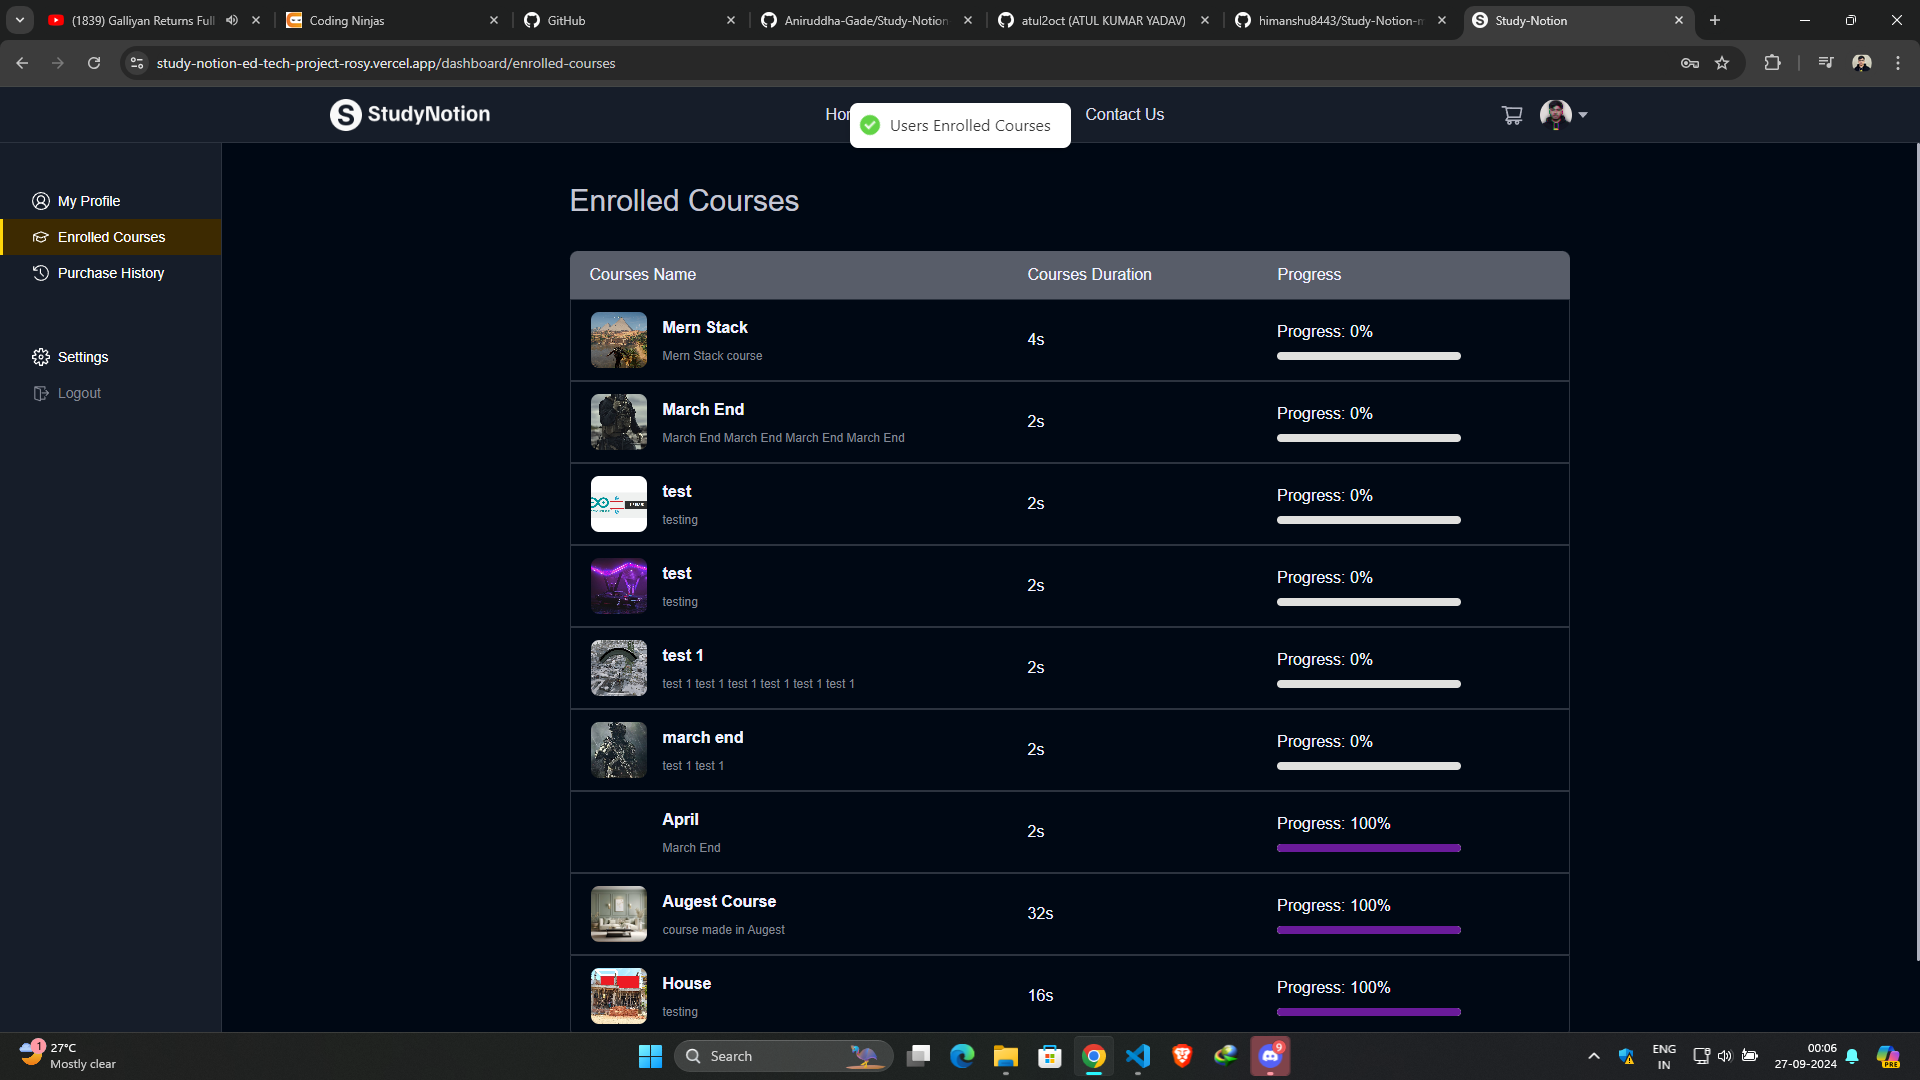 (1839) Galliyan Returns Full
Coding Ninjas
GitHub
Aniruddha-Gade/Study-Notion
atul2oct (ATUL KUMAR YADAV)
himanshu8443/Study-Notion-m
Study-Notion
study-notion-ed-tech-project-rosy.vercel.app/dashboard/enrolled-courses
S StudyNotion
Hor
Users Enrolled Courses
Contact Us
My Profile
Enrolled Courses
Purchase History
Settings
Logout
Enrolled Courses
Courses Name Courses Duration Progress
Mern Stack
Mern Stack course
4s
Progress: 0%
March End
March End March End March End March End
2s
Progress: 0%
test
testing
2s
Progress: 0%
test
testing
2s
Progress: 0%
test 1
test 1 test 1 test 1 test 1 test 1 test 1
2s
Progress: 0%
march end
test 1 test 1
2s
Progress: 0%
April
March End
2s
Progress: 100%
Augest Course
course made in Augest
32s
Progress: 100%
House
testing
16s
Progress: 100%
1
27°C
Mostly clear
Search
9
ENG
IN
00:06
27-09-2024
PRE